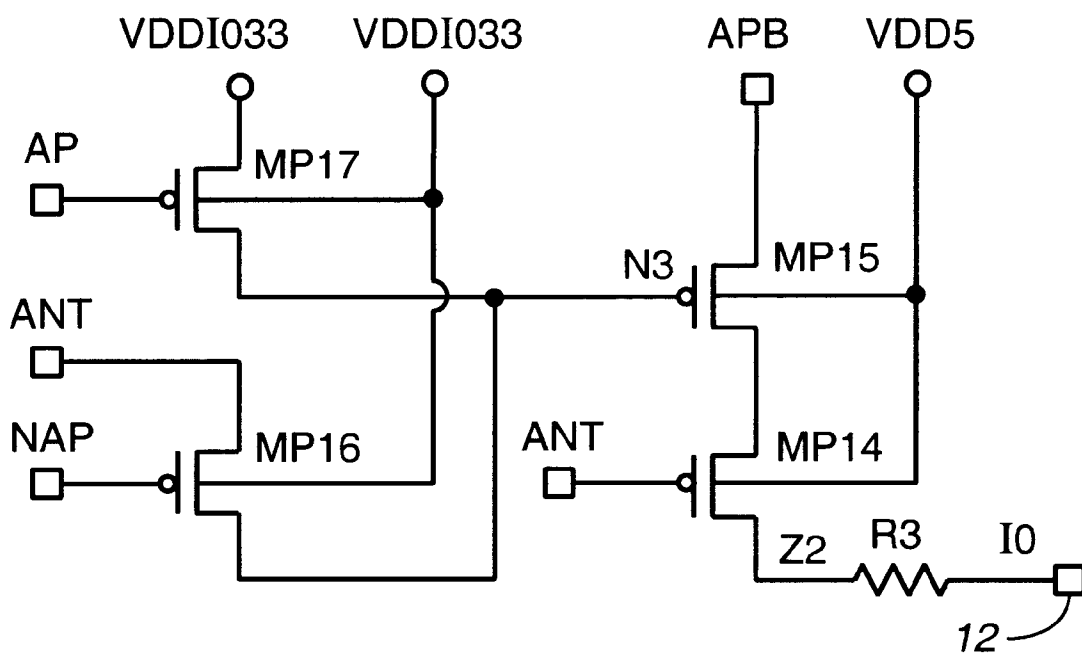 VDDI033
VDDI033
APB
VDD5
AP
MP17
N3
MP15
ANT
NAP
MP16
ANT
MP14
Z2
R3
I0
12